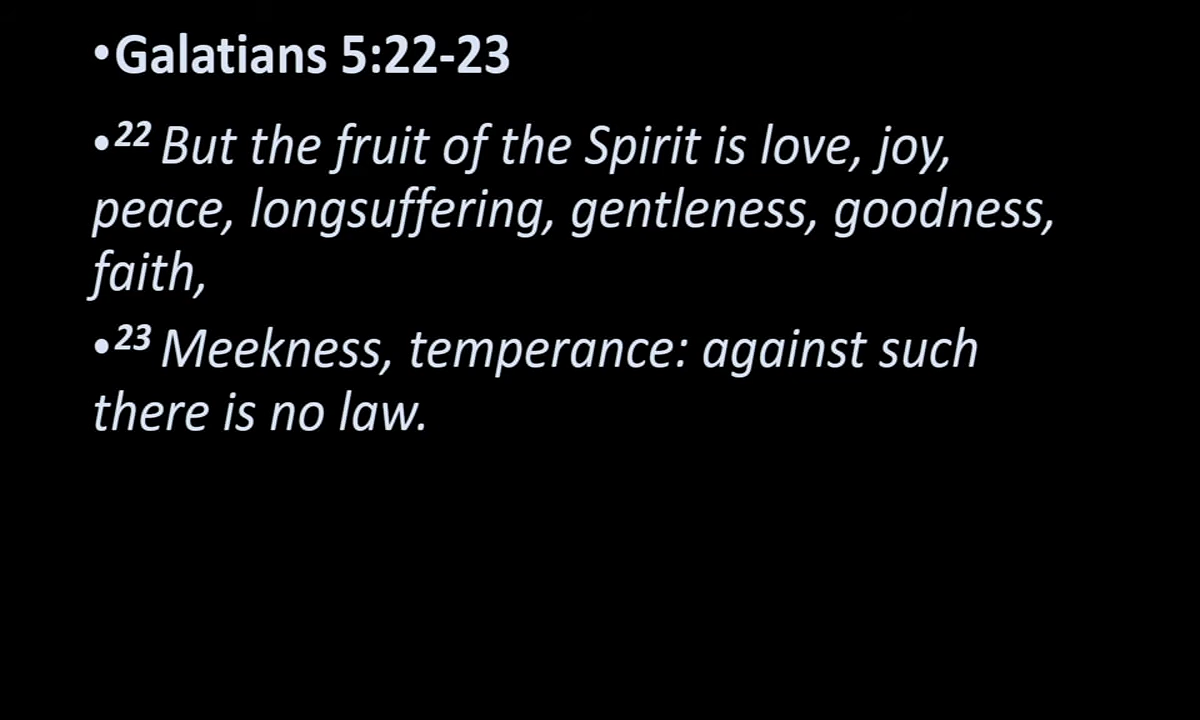 •Galatians 5:22-23
•22 But the fruit of the Spirit is love, joy,
peace, longsuffering, gentleness, goodness,
faith,
•23 Meekness, temperance: against such
there is no law.